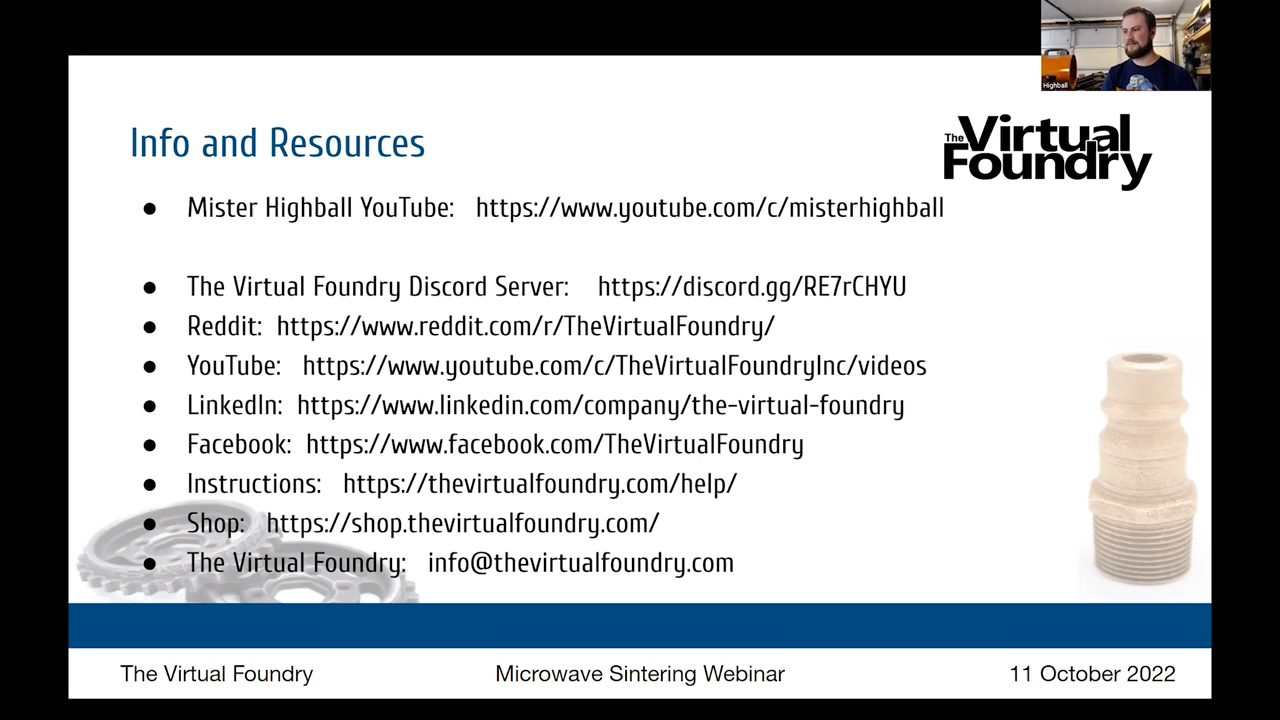 Highball
Info and Resources
The Virtual
Foundry
● Mister Highball YouTube: https://www.youtube.com/c/misterhighball
● The Virtual Foundry Discord Server: https://discord.gg/RE7rCHYU
● Reddit: https://www.reddit.com/r/TheVirtualFoundry/
● YouTube: https://www.youtube.com/c/TheVirtualFoundryInc/videos
● LinkedIn: https://www.linkedin.com/company/the-virtual-foundry
● Facebook: https://www.facebook.com/TheVirtualFoundry
● Instructions: https://thevirtualfoundry.com/help/
● Shop: https://shop.thevirtualfoundry.com/
● The Virtual Foundry: info@thevirtualfoundry.com
The Virtual Foundry Microwave Sintering Webinar 11 October 2022